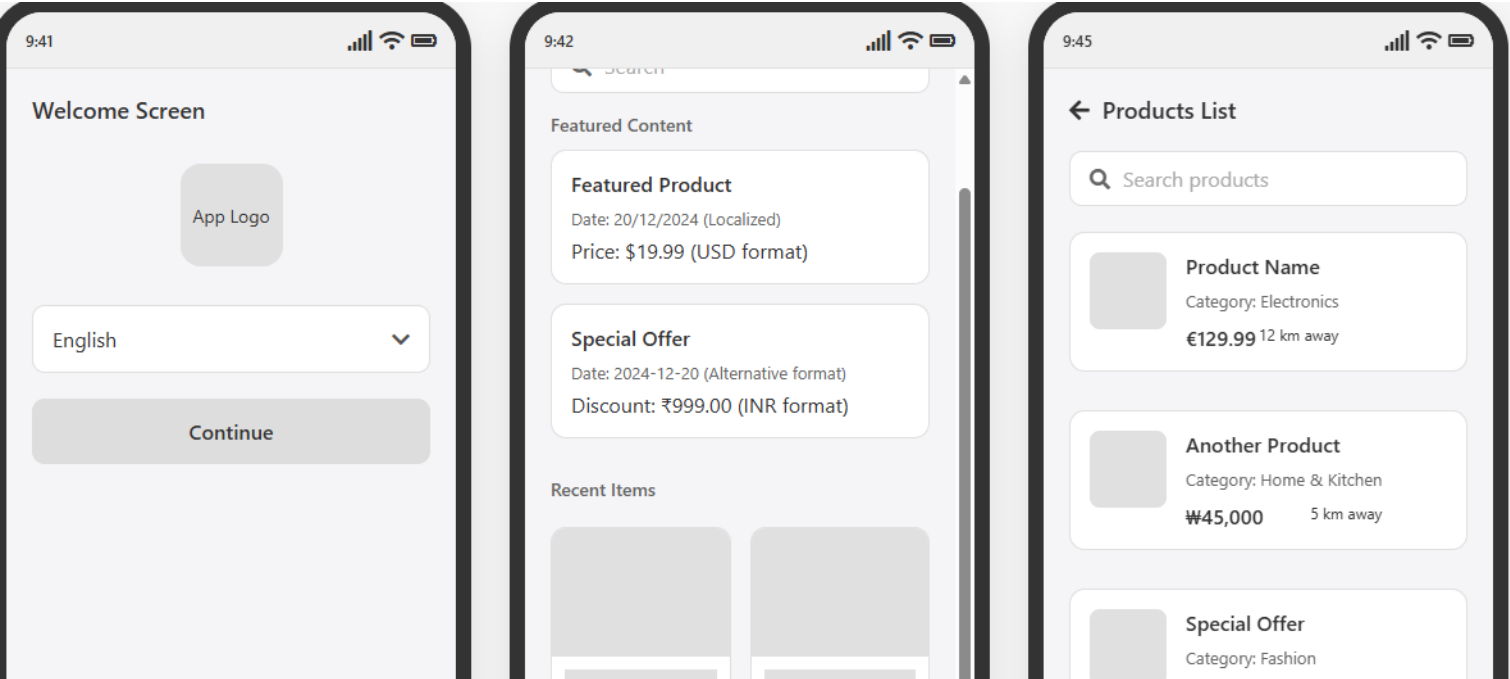 9:41
Welcome Screen
App Logo
English
Continue
9:42
Search
Featured Content
Featured Product
Date: 20/12/2024 (Localized)
Price: $19.99 (USD format)
Special Offer
Date: 2024-12-20 (Alternative format)
Discount: ₹999.00 (INR format)
Recent Items
9:45
Products List
Search products
Product Name
Category: Electronics
€129.99 12 km away
Another Product
Category: Home & Kitchen
₩45,000 5 km away
Special Offer
Category: Fashion